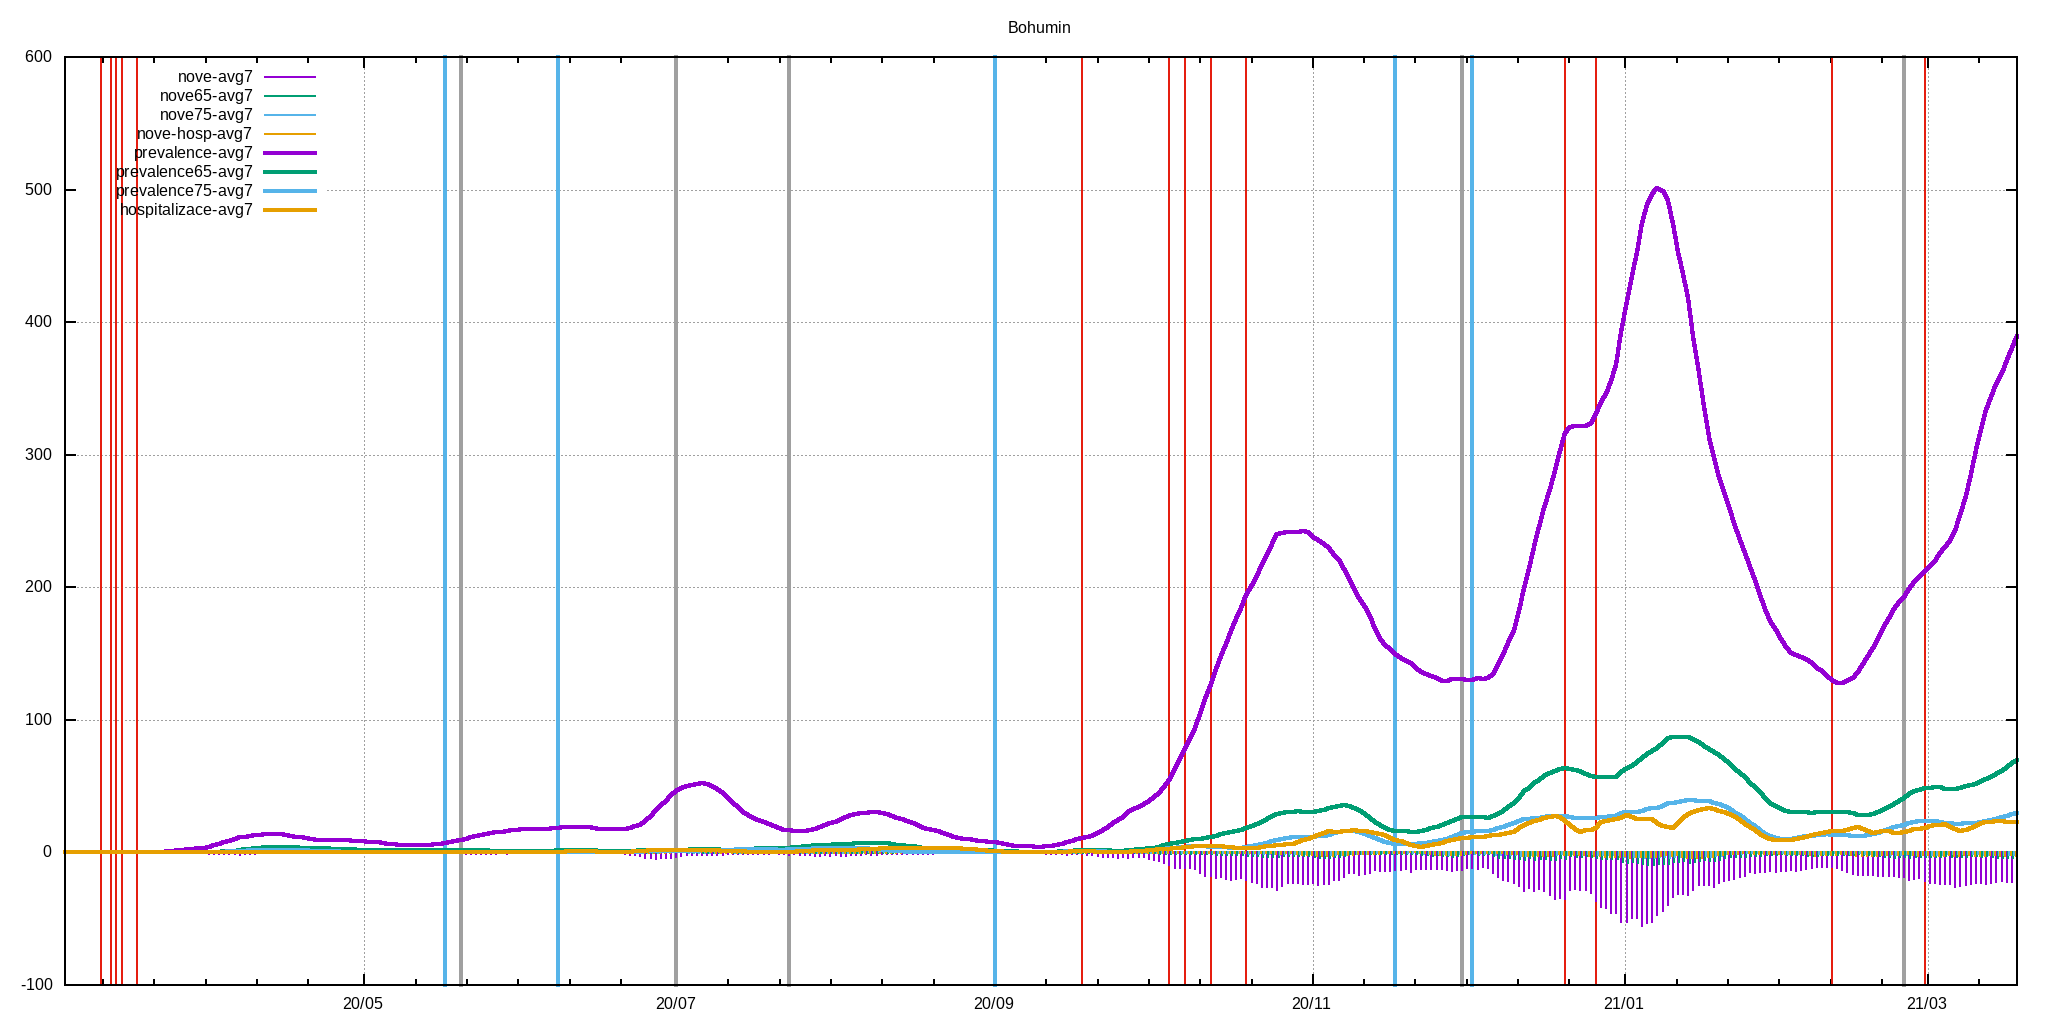 Bohumin
600
500
400
300
200
100
0
-100
nove-avg7
nove65-avg7
nove75-avg7
nove-hosp-avg7
prevalence-avg7
prevalence65-avg7
prevalence75-avg7
hospitalizace-avg7
20/05
20/07
20/09
20/11
21/01
21/03